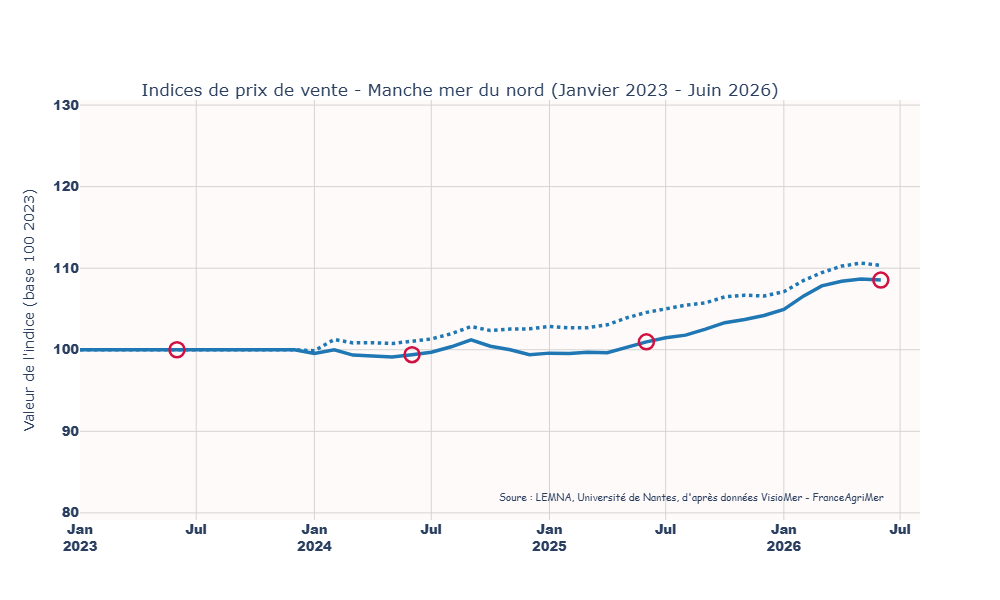 Indices de prix de vente - Manche mer du nord (Janvier 2023 - Juin 2026)
Valeur de l'indice (base 100 2023)
130
120
110
100
90
80
Soure : LEMNA, Université de Nantes, d'après données VisioMer - FranceAgriMer
Jan Jul Jan Jul Jan Jul Jan Jul
2023 2024 2025 2026